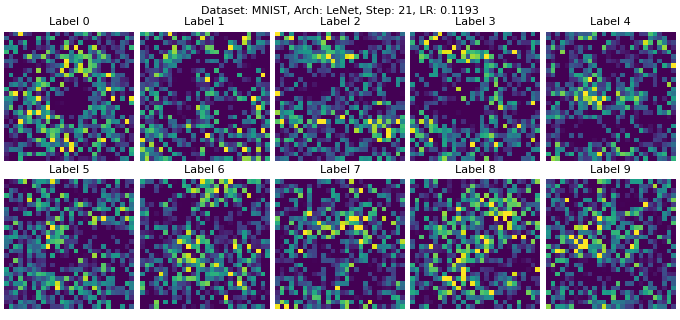 Dataset: MNIST, Arch: LeNet, Step: 21, LR: 0.1193
Label 0 Label 1 Label 2 Label 3 Label 4
Label 5 Label 6 Label 7 Label 8 Label 9